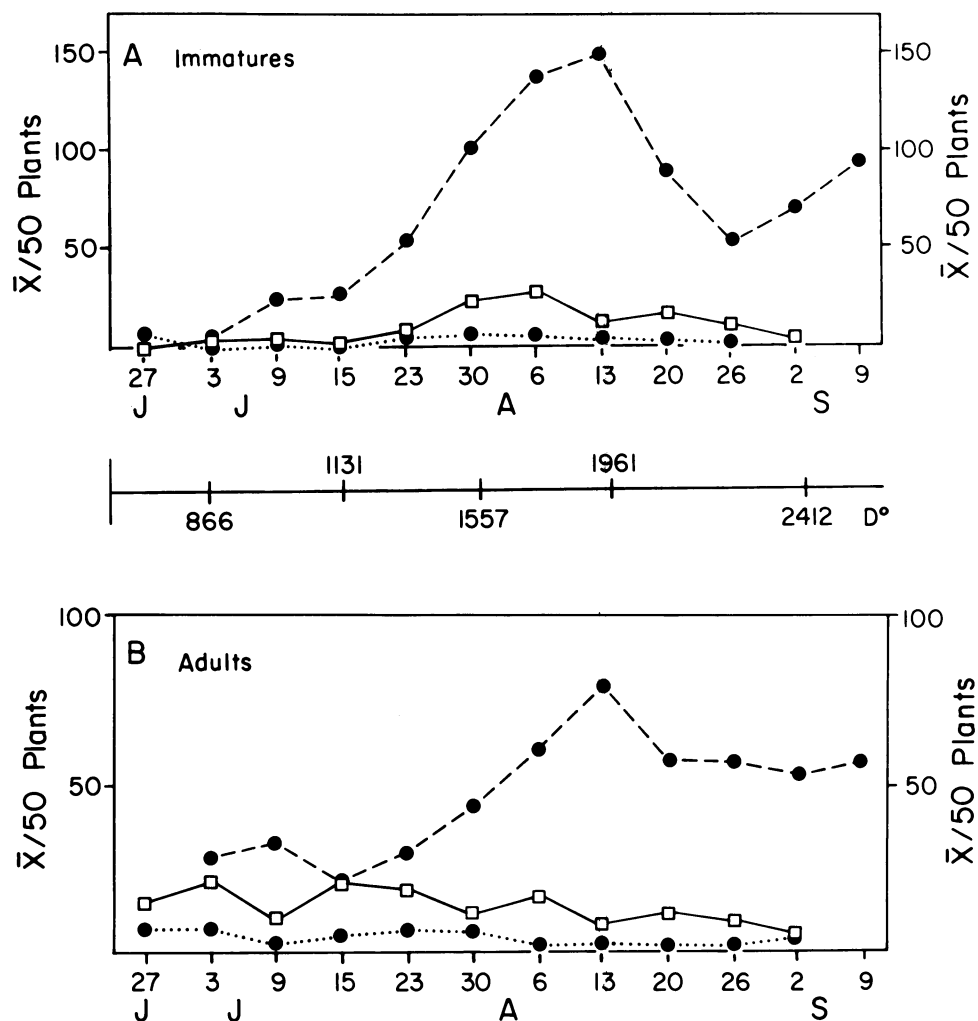 A Immatures
150 150
100 100
50 50
X̄/50 Plants
X̄/50 Plants
27 3 9 15 23 30 6 13 20 26 2 9
J J A S
1131 1961
866 1557 2412 D°
100 100
B Adults
50 50
X̄/50 Plants
X̄/50 Plants
27 3 9 15 23 30 6 13 20 26 2 9
J J A S